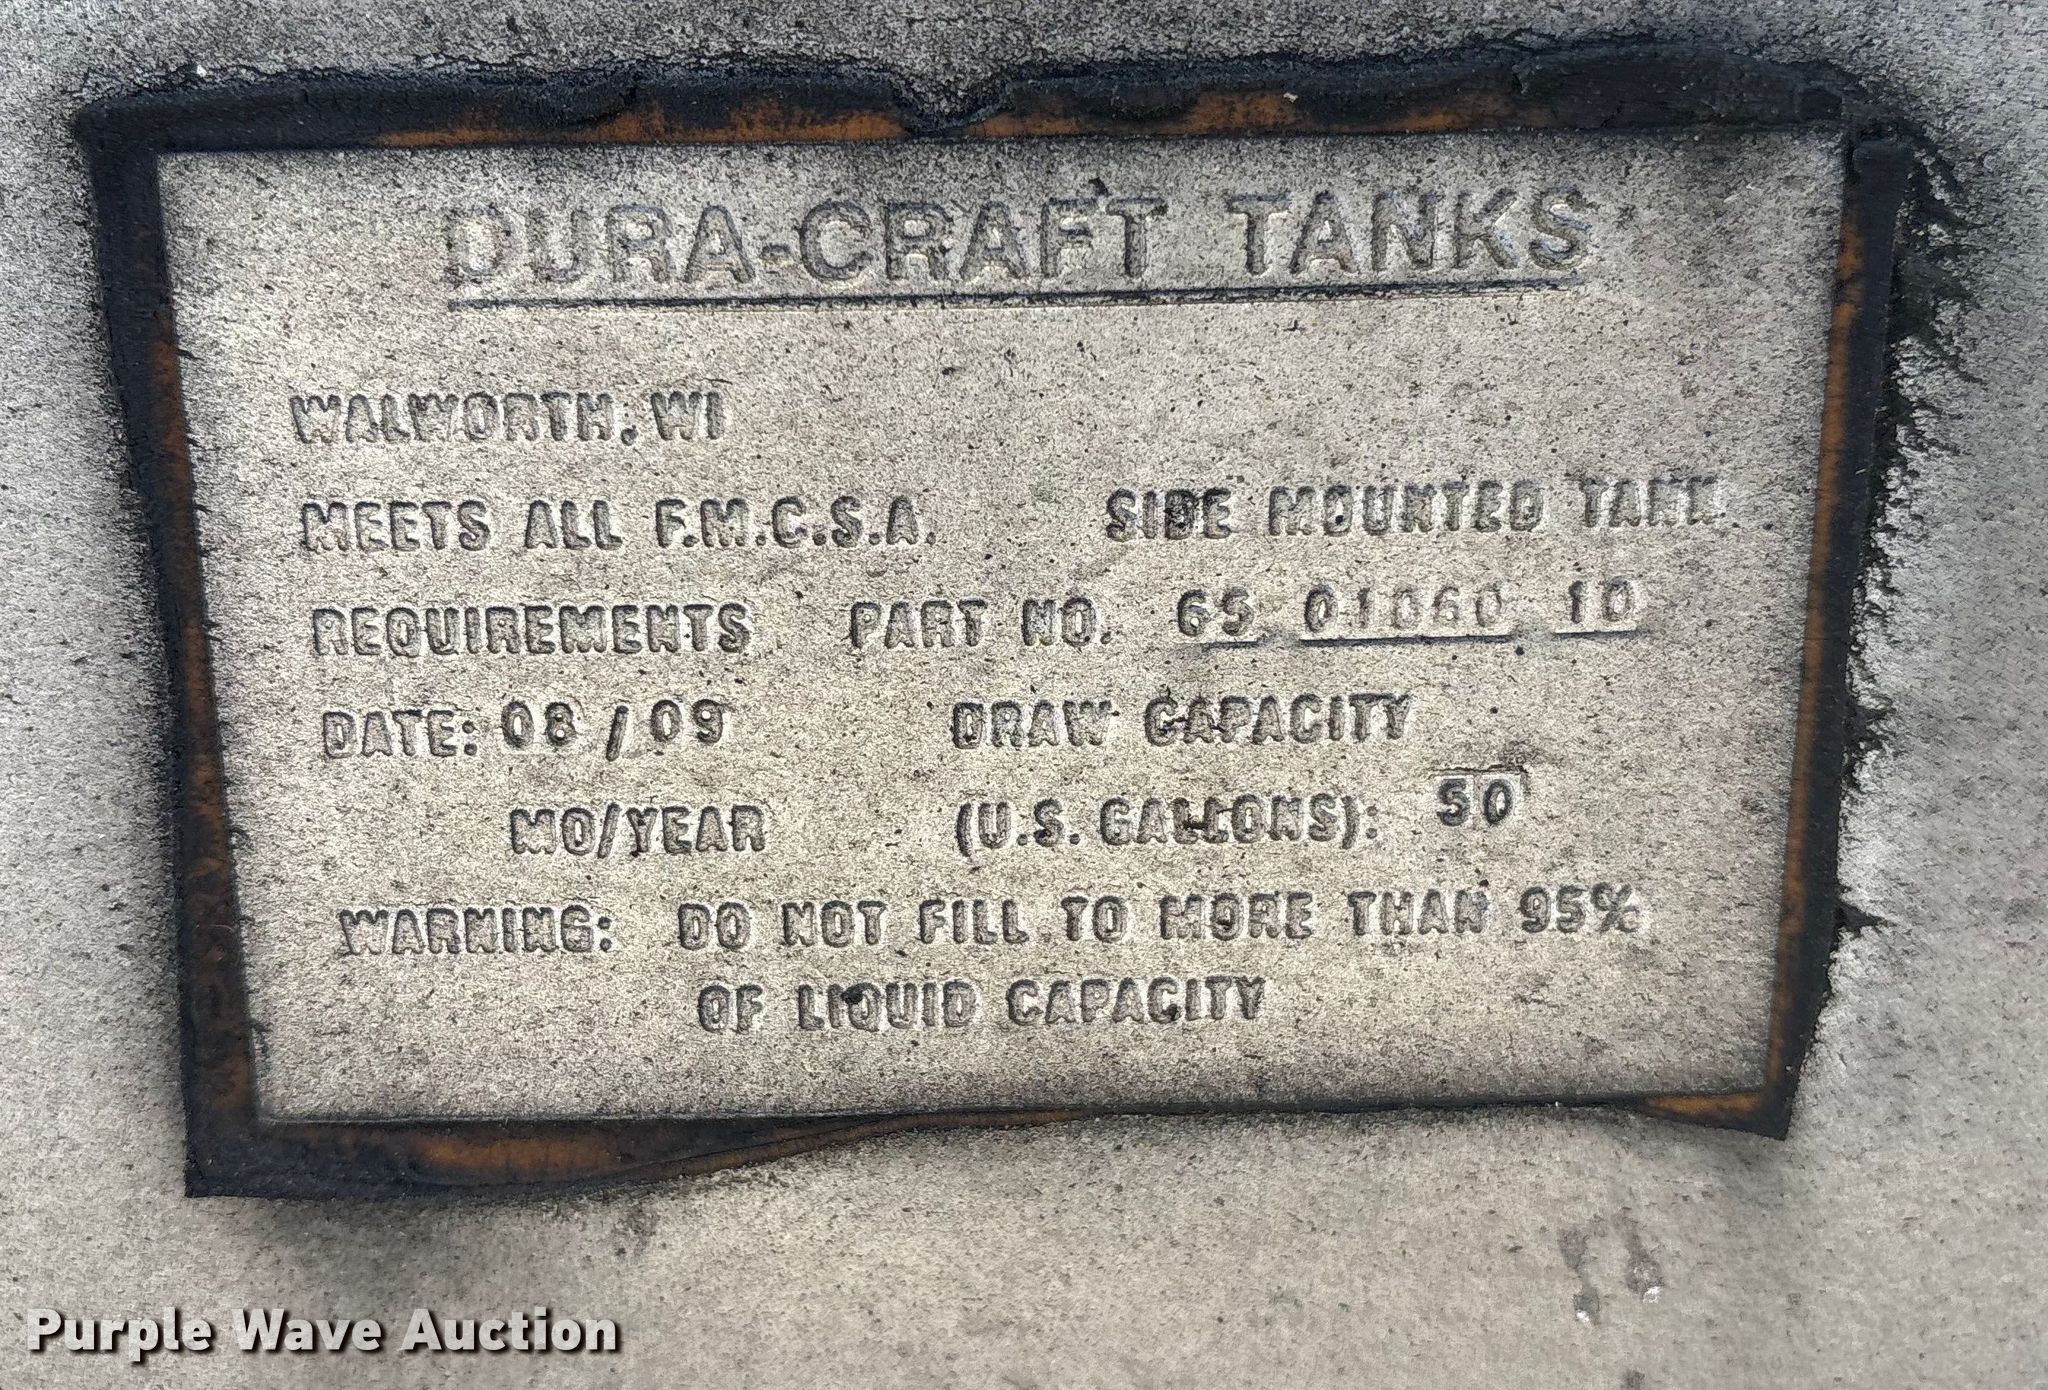 DURA-CRAFT TANKS
WALWORTH, WI
MEETS ALL F.M.C.S.A. SIDE MOUNTED TANK
REQUIREMENTS PART NO. 65 01060 10
DATE: 08 / 09 DRAW CAPACITY
MO/YEAR (U.S. GALLONS): 50
WARNING: DO NOT FILL TO MORE THAN 95%
OF LIQUID CAPACITY
Purple Wave Auction